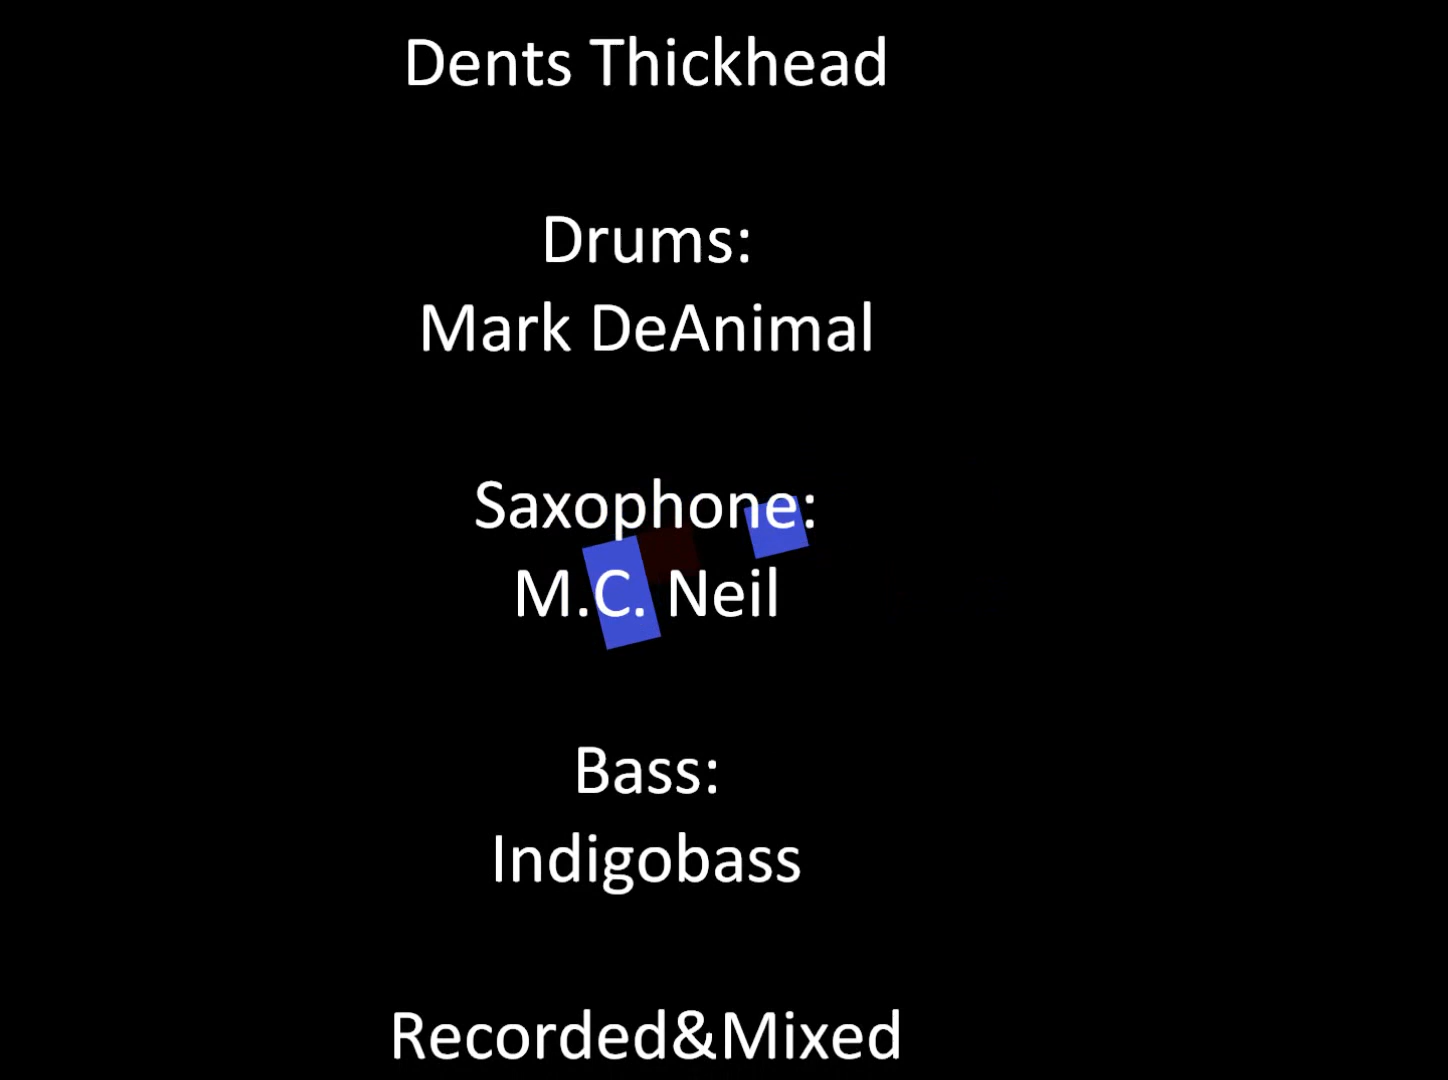 Dents Thickhead
Drums:
Mark DeAnimal
Saxophone:
M.C. Neil
Bass:
Indigobass
Recorded&Mixed